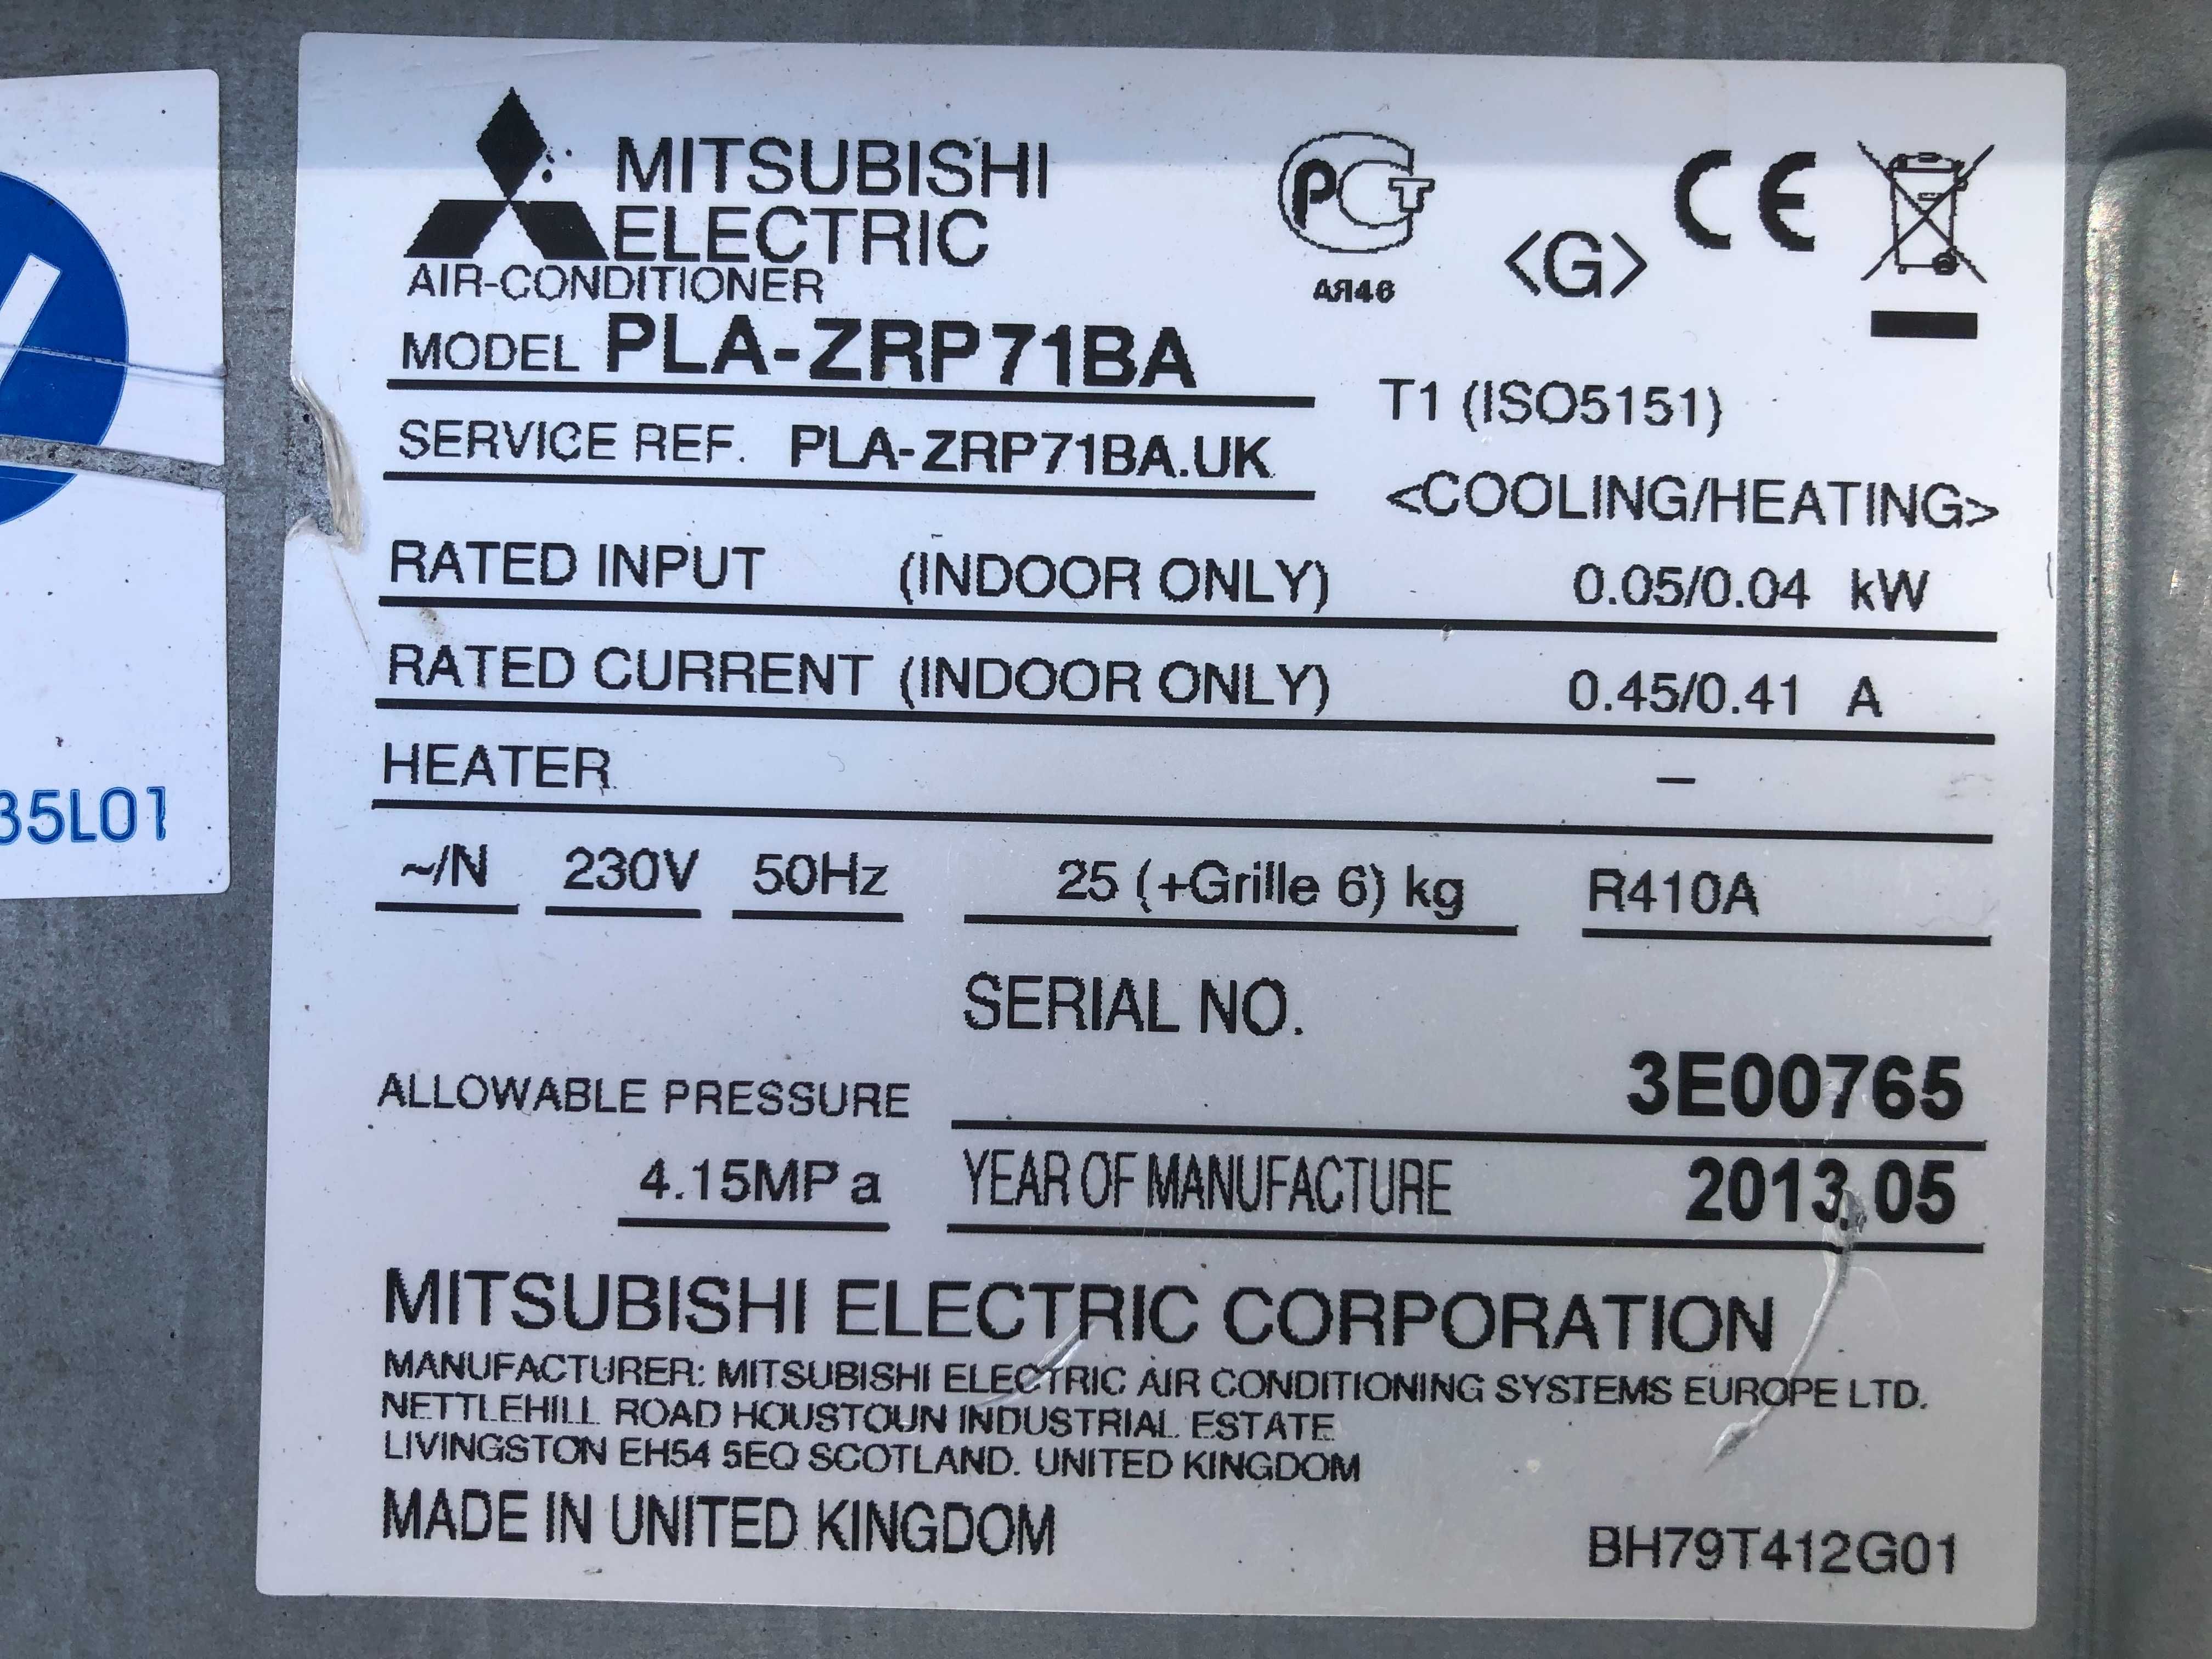 MITSUBISHI
ELECTRIC
AIR-CONDITIONER
PCT
АЯ46
<G>
CE
MODEL PLA-ZRP71BA
T1 (ISO5151)
SERVICE REF. PLA-ZRP71BA.UK
<COOLING/HEATING>
RATED INPUT (INDOOR ONLY) 0.05/0.04 kW
RATED CURRENT (INDOOR ONLY) 0.45/0.41 A
HEATER –
~/N 230V 50Hz 25 (+Grille 6) kg R410A
SERIAL NO.
3E00765
ALLOWABLE PRESSURE
4.15MPa
YEAR OF MANUFACTURE 2013.05
MITSUBISHI ELECTRIC CORPORATION
MANUFACTURER: MITSUBISHI ELECTRIC AIR CONDITIONING SYSTEMS EUROPE LTD.
NETTLEHILL ROAD HOUSTOUN INDUSTRIAL ESTATE
LIVINGSTON EH54 5EQ SCOTLAND. UNITED KINGDOM
MADE IN UNITED KINGDOM
BH79T412G01
35L01